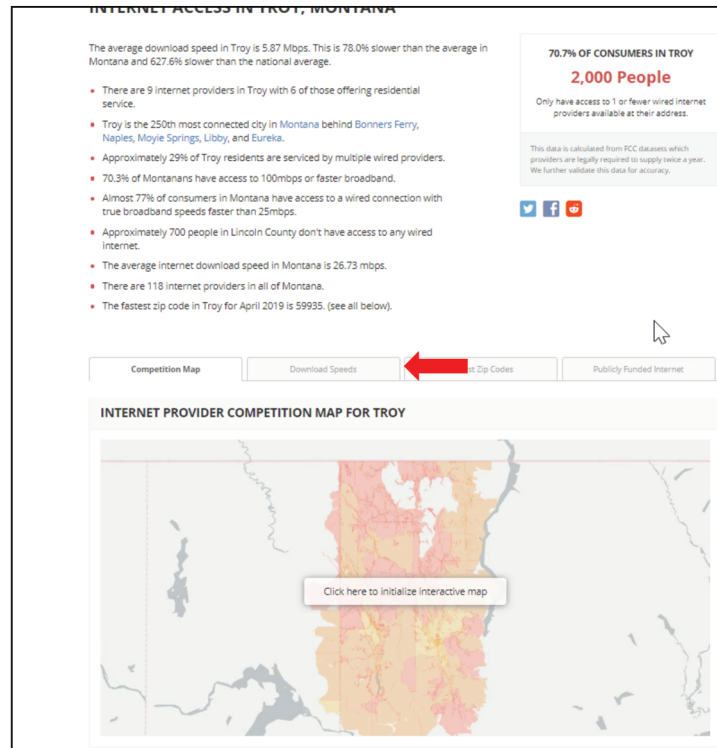 INTERNET ACCESS IN TROY, MONTANA
The average download speed in Troy is 5.87 Mbps. This is 78.0% slower than the average in
Montana and 627.6% slower than the national average.
There are 9 internet providers in Troy with 6 of those offering residential
service.
Troy is the 250th most connected city in Montana behind Bonners Ferry,
Naples, Moyie Springs, Libby, and Eureka.
Approximately 29% of Troy residents are serviced by multiple wired providers.
70.3% of Montanans have access to 100mbps or faster broadband.
Almost 77% of consumers in Montana have access to a wired connection with
true broadband speeds faster than 25mbps.
Approximately 700 people in Lincoln County don't have access to any wired
internet.
The average internet download speed in Montana is 26.73 mbps.
There are 118 internet providers in all of Montana.
The fastest zip code in Troy for April 2019 is 59935. (see all below).
70.7% OF CONSUMERS IN TROY
2,000 People
Only have access to 1 or fewer wired internet
providers available at their address.
This data is calculated from FCC datasets which
providers are legally required to supply twice a year.
We further validate this data for accuracy.
Competition Map
Download Speeds
Zip Codes
Publicly Funded Internet
INTERNET PROVIDER COMPETITION MAP FOR TROY
Click here to initialize interactive map